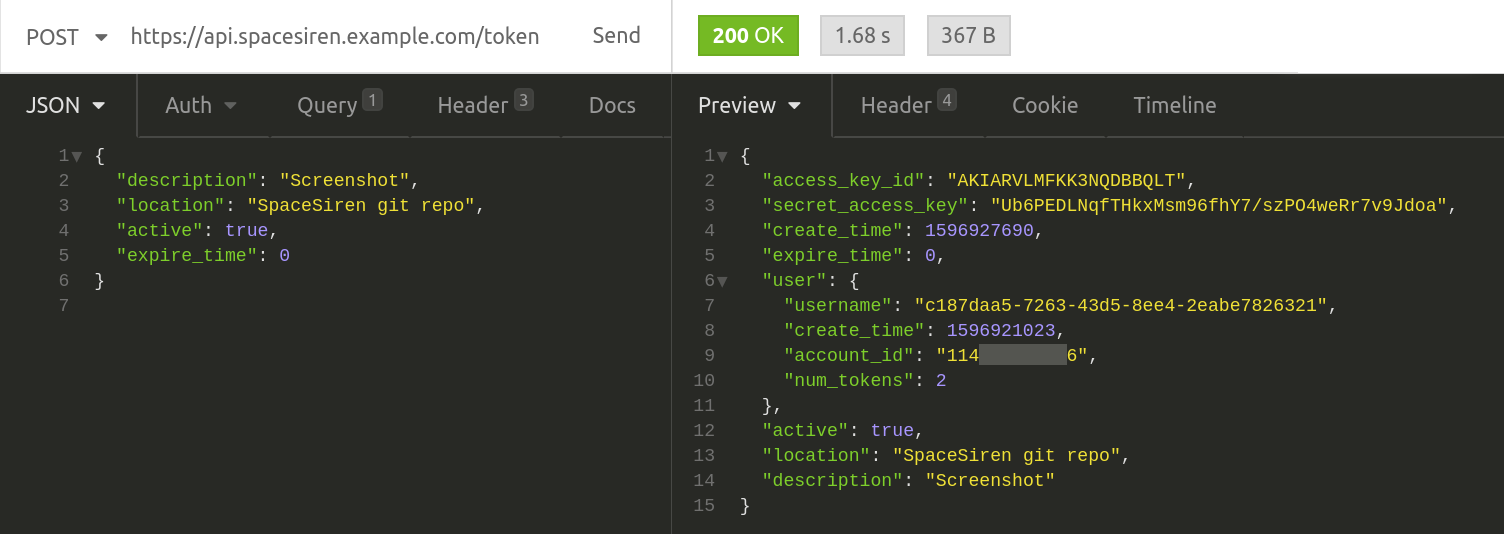 POST https://api.spacesiren.example.com/token Send
200 OK 1.68 s 367 B
JSON Auth Query 1 Header 3 Docs
Preview Header 4 Cookie Timeline
1 {
2 "description": "Screenshot",
3 "location": "SpaceSiren git repo",
4 "active": true,
5 "expire_time": 0
6 }
7
1 {
2 "access_key_id": "AKIARVLMFKK3NQDBBQLT",
3 "secret_access_key": "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",
4 "create_time": 1596927690,
5 "expire_time": 0,
6 "user": {
7 "username": "c187daa5-7263-43d5-8ee4-2eabe7826321",
8 "create_time": 1596921023,
9 "account_id": "114 6",
10 "num_tokens": 2
11 },
12 "active": true,
13 "location": "SpaceSiren git repo",
14 "description": "Screenshot"
15 }